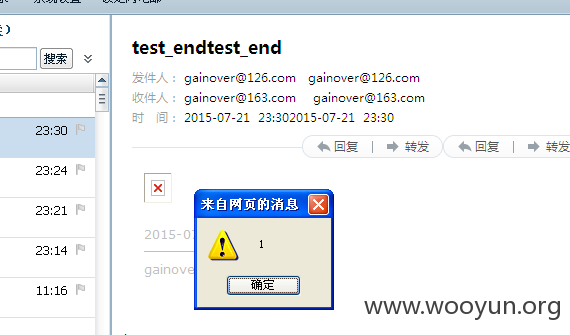 类)
搜索
test_endtest_end
发件人: gainover@126.com gainover@126.com
收件人: gainover@163.com gainover@163.com
时 间: 2015-07-21 23:302015-07-21 23:30
回复 | 转发 回复 | 转发
23:30
23:24
23:21
23:14
11:16
来自网页的消息
1
确定
2015-07
gainove
www.wooyun.org